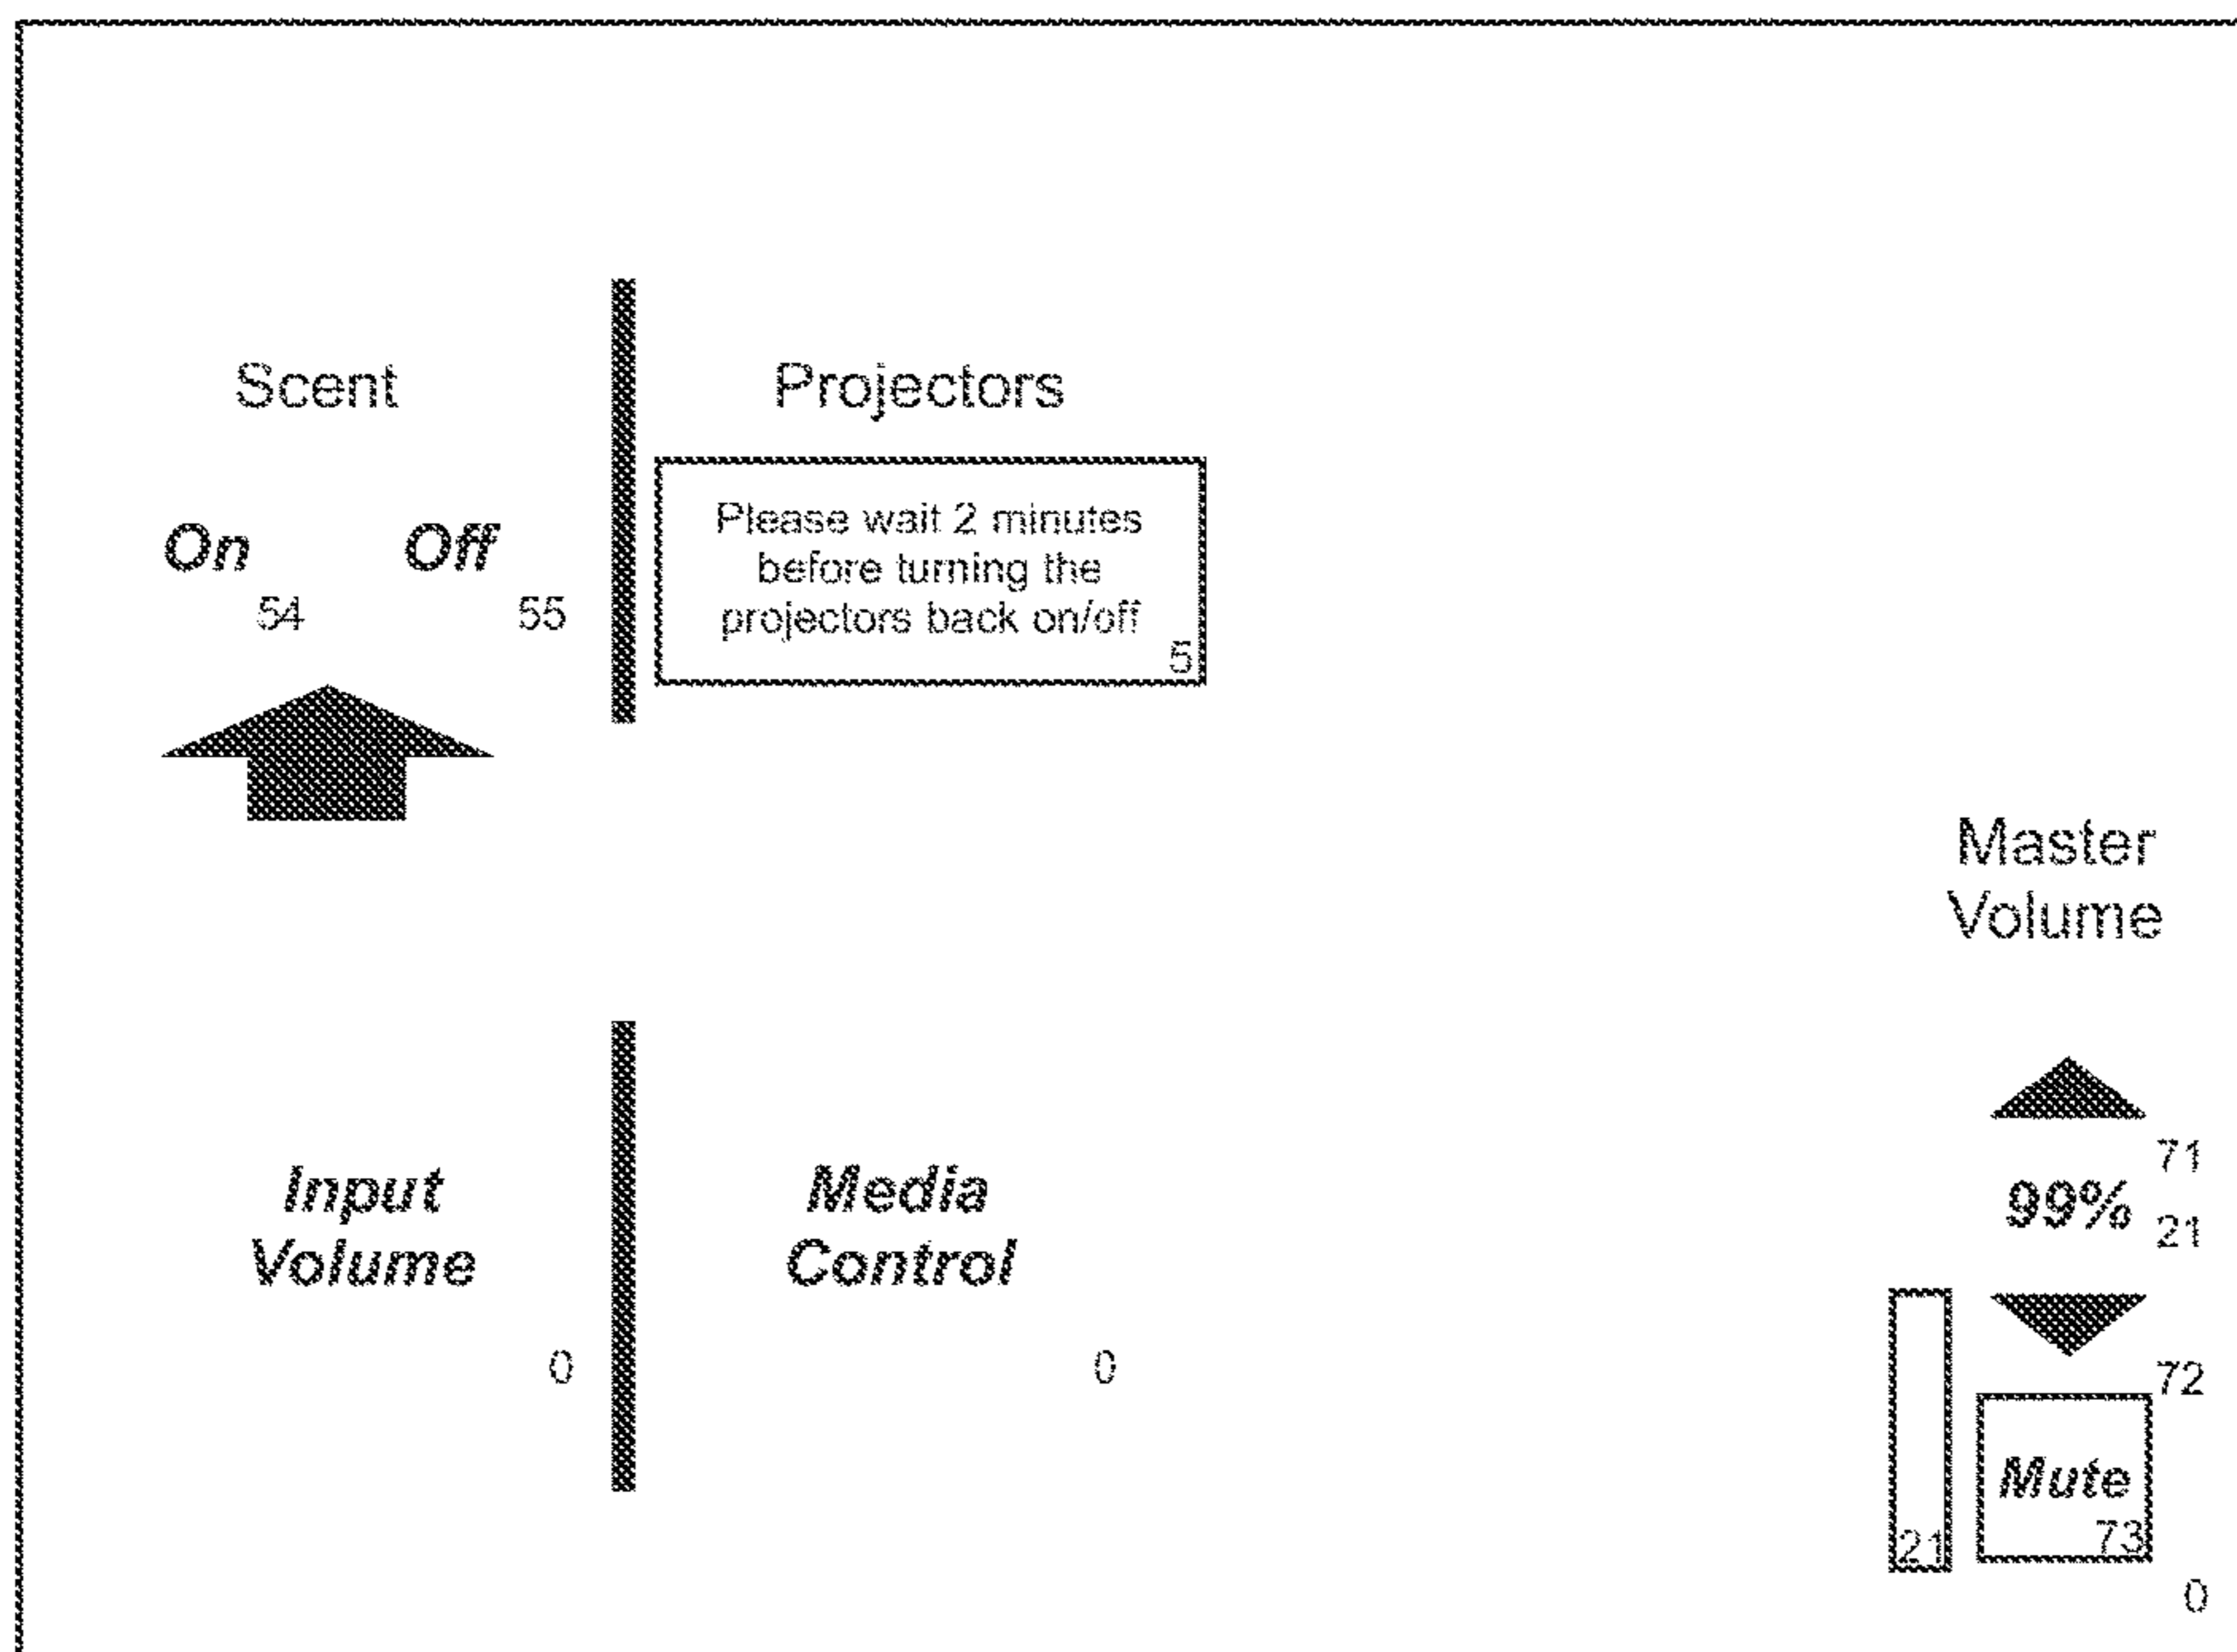 Scent
Projectors
On
Off
54
55
Please wait 2 minutes
before turning the
projectors back on/off
5
Master
Volume
Input
Volume
0
Media
Control
0
71
99%
21
72
Mute
73
21
0